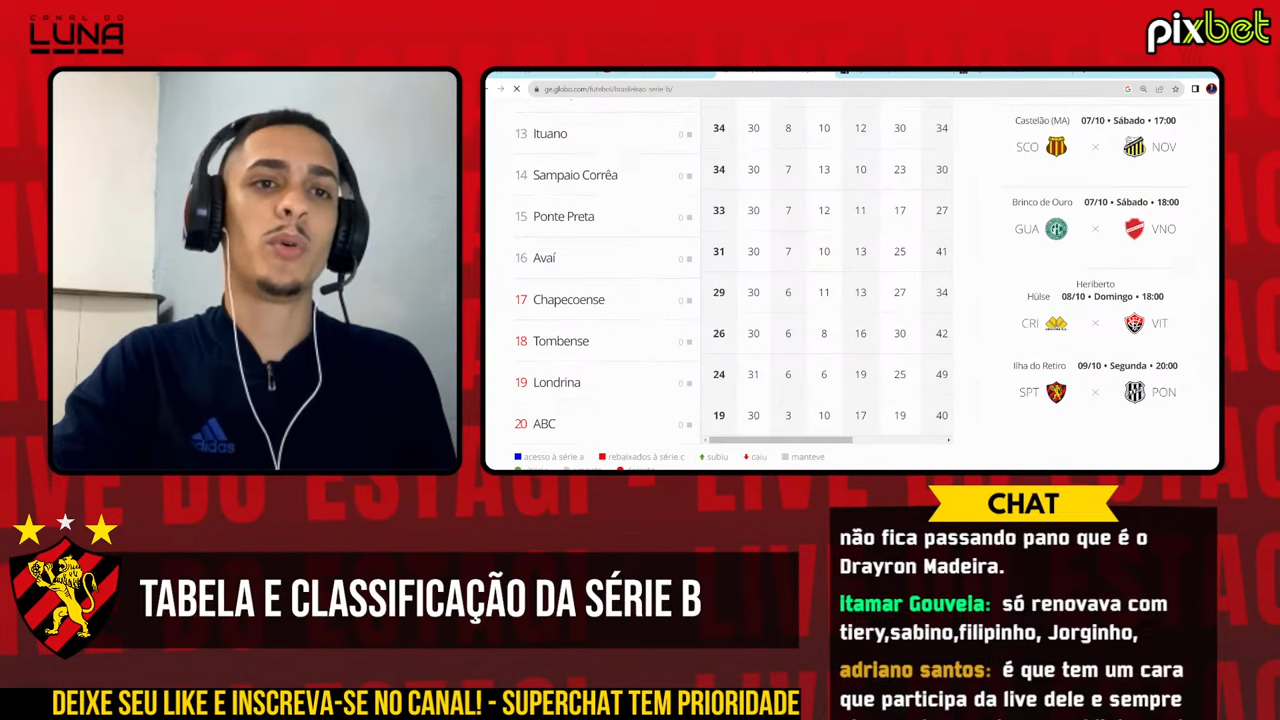 CANAL DO
LUNA
pixbet
ge.globo.com/futebol/brasileirao-serie-b/
13 Ituano 0 34 30 8 10 12 30 34
14 Sampaio Corrêa 0 34 30 7 13 10 23 30
15 Ponte Preta 0 33 30 7 12 11 17 27
16 Avaí 0 31 30 7 10 13 25 41
17 Chapecoense 0 29 30 6 11 13 27 34
18 Tombense 0 26 30 6 8 16 30 42
19 Londrina 0 24 31 6 6 19 25 49
20 ABC 0 19 30 3 10 17 19 40
acesso à série a rebaixados à série c subiu caiu manteve
Castelão (MA) 07/10 • Sábado • 17:00
SCO × NOV
Brinco de Ouro 07/10 • Sábado • 18:00
GUA × VNO
Heriberto
Hülse 08/10 • Domingo • 18:00
CRI × VIT
Ilha do Retiro 09/10 • Segunda • 20:00
SPT × PON
adidas
TABELA E CLASSIFICAÇÃO DA SÉRIE B
DEIXE SEU LIKE E INSCREVA-SE NO CANAL! - SUPERCHAT TEM PRIORIDADE
CHAT
não fica passando pano que é o
Drayron Madeira.
Itamar Gouveia: só renovava com
tiery,sabino,filipinho, Jorginho,
adriano santos: é que tem um cara
que participa da live dele e sempre